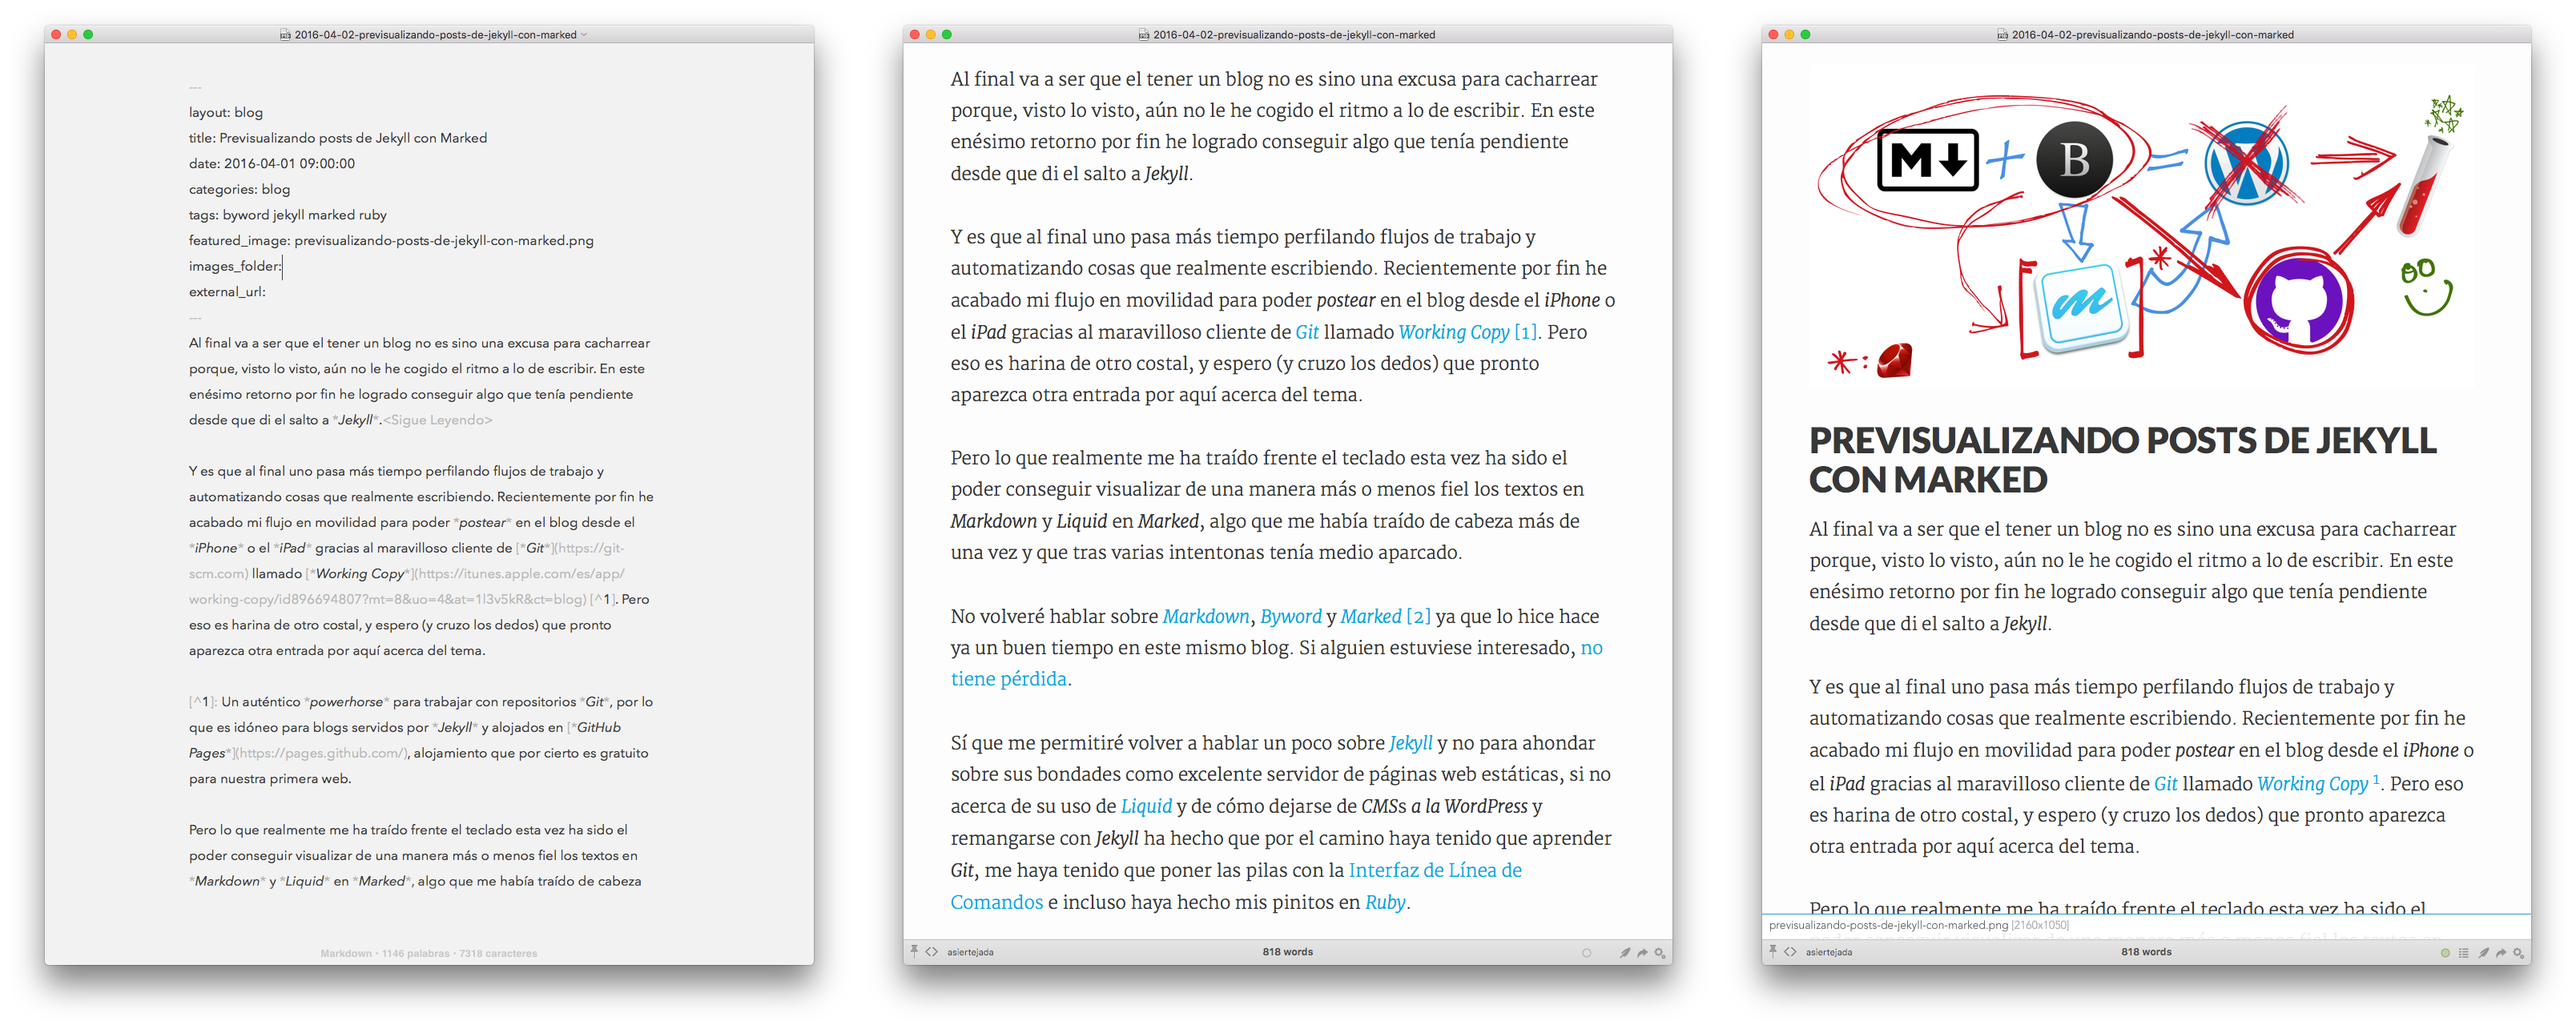 2016-04-02-previsualizando-posts-de-jekyll-con-marked
---
layout: blog
title: Previsualizando posts de Jekyll con Marked
date: 2016-04-01 09:00:00
categories: blog
tags: byword jekyll marked ruby
featured_image: previsualizando-posts-de-jekyll-con-marked.png
images_folder:
external_url:
---
Al final va a ser que el tener un blog no es sino una excusa para cacharrear
porque, visto lo visto, aún no le he cogido el ritmo a lo de escribir. En este
enésimo retorno por fin he logrado conseguir algo que tenía pendiente
desde que di el salto a *Jekyll*.<Sigue Leyendo>
Y es que al final uno pasa más tiempo perfilando flujos de trabajo y
automatizando cosas que realmente escribiendo. Recientemente por fin he
acabado mi flujo en movilidad para poder *postear* en el blog desde el
*iPhone* o el *iPad* gracias al maravilloso cliente de [*Git*](https://git-
scm.com) llamado [*Working Copy*](https://itunes.apple.com/es/app/
working-copy/id896694807?mt=8&uo=4&at=1l3v5kR&ct=blog) [^1]. Pero
eso es harina de otro costal, y espero (y cruzo los dedos) que pronto
aparezca otra entrada por aquí acerca del tema.
[^1]: Un auténtico *powerhorse* para trabajar con repositorios *Git*, por lo
que es idóneo para blogs servidos por *Jekyll* y alojados en [*GitHub
Pages*](https://pages.github.com/), alojamiento que por cierto es gratuito
para nuestra primera web.
Pero lo que realmente me ha traído frente el teclado esta vez ha sido el
poder conseguir visualizar de una manera más o menos fiel los textos en
*Markdown* y *Liquid* en *Marked*, algo que me había traído de cabeza
Markdown • 1146 palabras • 7318 caracteres
2016-04-02-previsualizando-posts-de-jekyll-con-marked
Al final va a ser que el tener un blog no es sino una excusa para cacharrear
porque, visto lo visto, aún no le he cogido el ritmo a lo de escribir. En este
enésimo retorno por fin he logrado conseguir algo que tenía pendiente
desde que di el salto a Jekyll.
Y es que al final uno pasa más tiempo perfilando flujos de trabajo y
automatizando cosas que realmente escribiendo. Recientemente por fin he
acabado mi flujo en movilidad para poder postear en el blog desde el iPhone o
el iPad gracias al maravilloso cliente de Git llamado Working Copy [1]. Pero
eso es harina de otro costal, y espero (y cruzo los dedos) que pronto
aparezca otra entrada por aquí acerca del tema.
Pero lo que realmente me ha traído frente el teclado esta vez ha sido el
poder conseguir visualizar de una manera más o menos fiel los textos en
Markdown y Liquid en Marked, algo que me había traído de cabeza más de
una vez y que tras varias intentonas tenía medio aparcado.
No volveré hablar sobre Markdown, Byword y Marked [2] ya que lo hice hace
ya un buen tiempo en este mismo blog. Si alguien estuviese interesado, no
tiene pérdida.
Sí que me permitiré volver a hablar un poco sobre Jekyll y no para ahondar
sobre sus bondades como excelente servidor de páginas web estáticas, si no
acerca de su uso de Liquid y de cómo dejarse de CMSs a la WordPress y
remangarse con Jekyll ha hecho que por el camino haya tenido que aprender
Git, me haya tenido que poner las pilas con la Interfaz de Línea de
Comandos e incluso haya hecho mis pinitos en Ruby.
asiertejada
818 words
2016-04-02-previsualizando-posts-de-jekyll-con-marked
M + B =
*
*:
PREVISUALIZANDO POSTS DE JEKYLL
CON MARKED
Al final va a ser que el tener un blog no es sino una excusa para cacharrear
porque, visto lo visto, aún no le he cogido el ritmo a lo de escribir. En este
enésimo retorno por fin he logrado conseguir algo que tenía pendiente
desde que di el salto a Jekyll.
Y es que al final uno pasa más tiempo perfilando flujos de trabajo y
automatizando cosas que realmente escribiendo. Recientemente por fin he
acabado mi flujo en movilidad para poder postear en el blog desde el iPhone o
el iPad gracias al maravilloso cliente de Git llamado Working Copy 1. Pero eso
es harina de otro costal, y espero (y cruzo los dedos) que pronto aparezca
otra entrada por aquí acerca del tema.
Pero lo que realmente me ha traído frente el teclado esta vez ha sido el
previsualizando-posts-de-jekyll-con-marked.png [2160x1050]
asiertejada
818 words